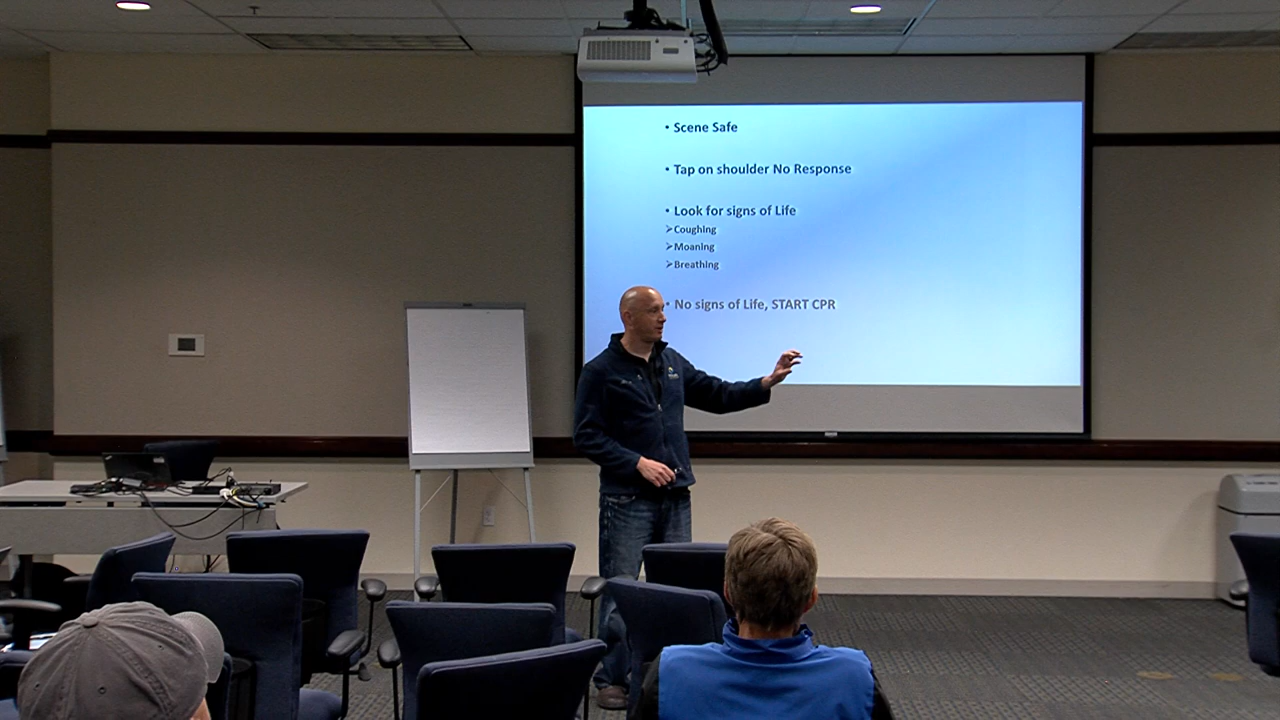 • Scene Safe
• Tap on shoulder No Response
• Look for signs of Life
➢ Coughing
➢ Moaning
➢ Breathing
• No signs of Life, START CPR